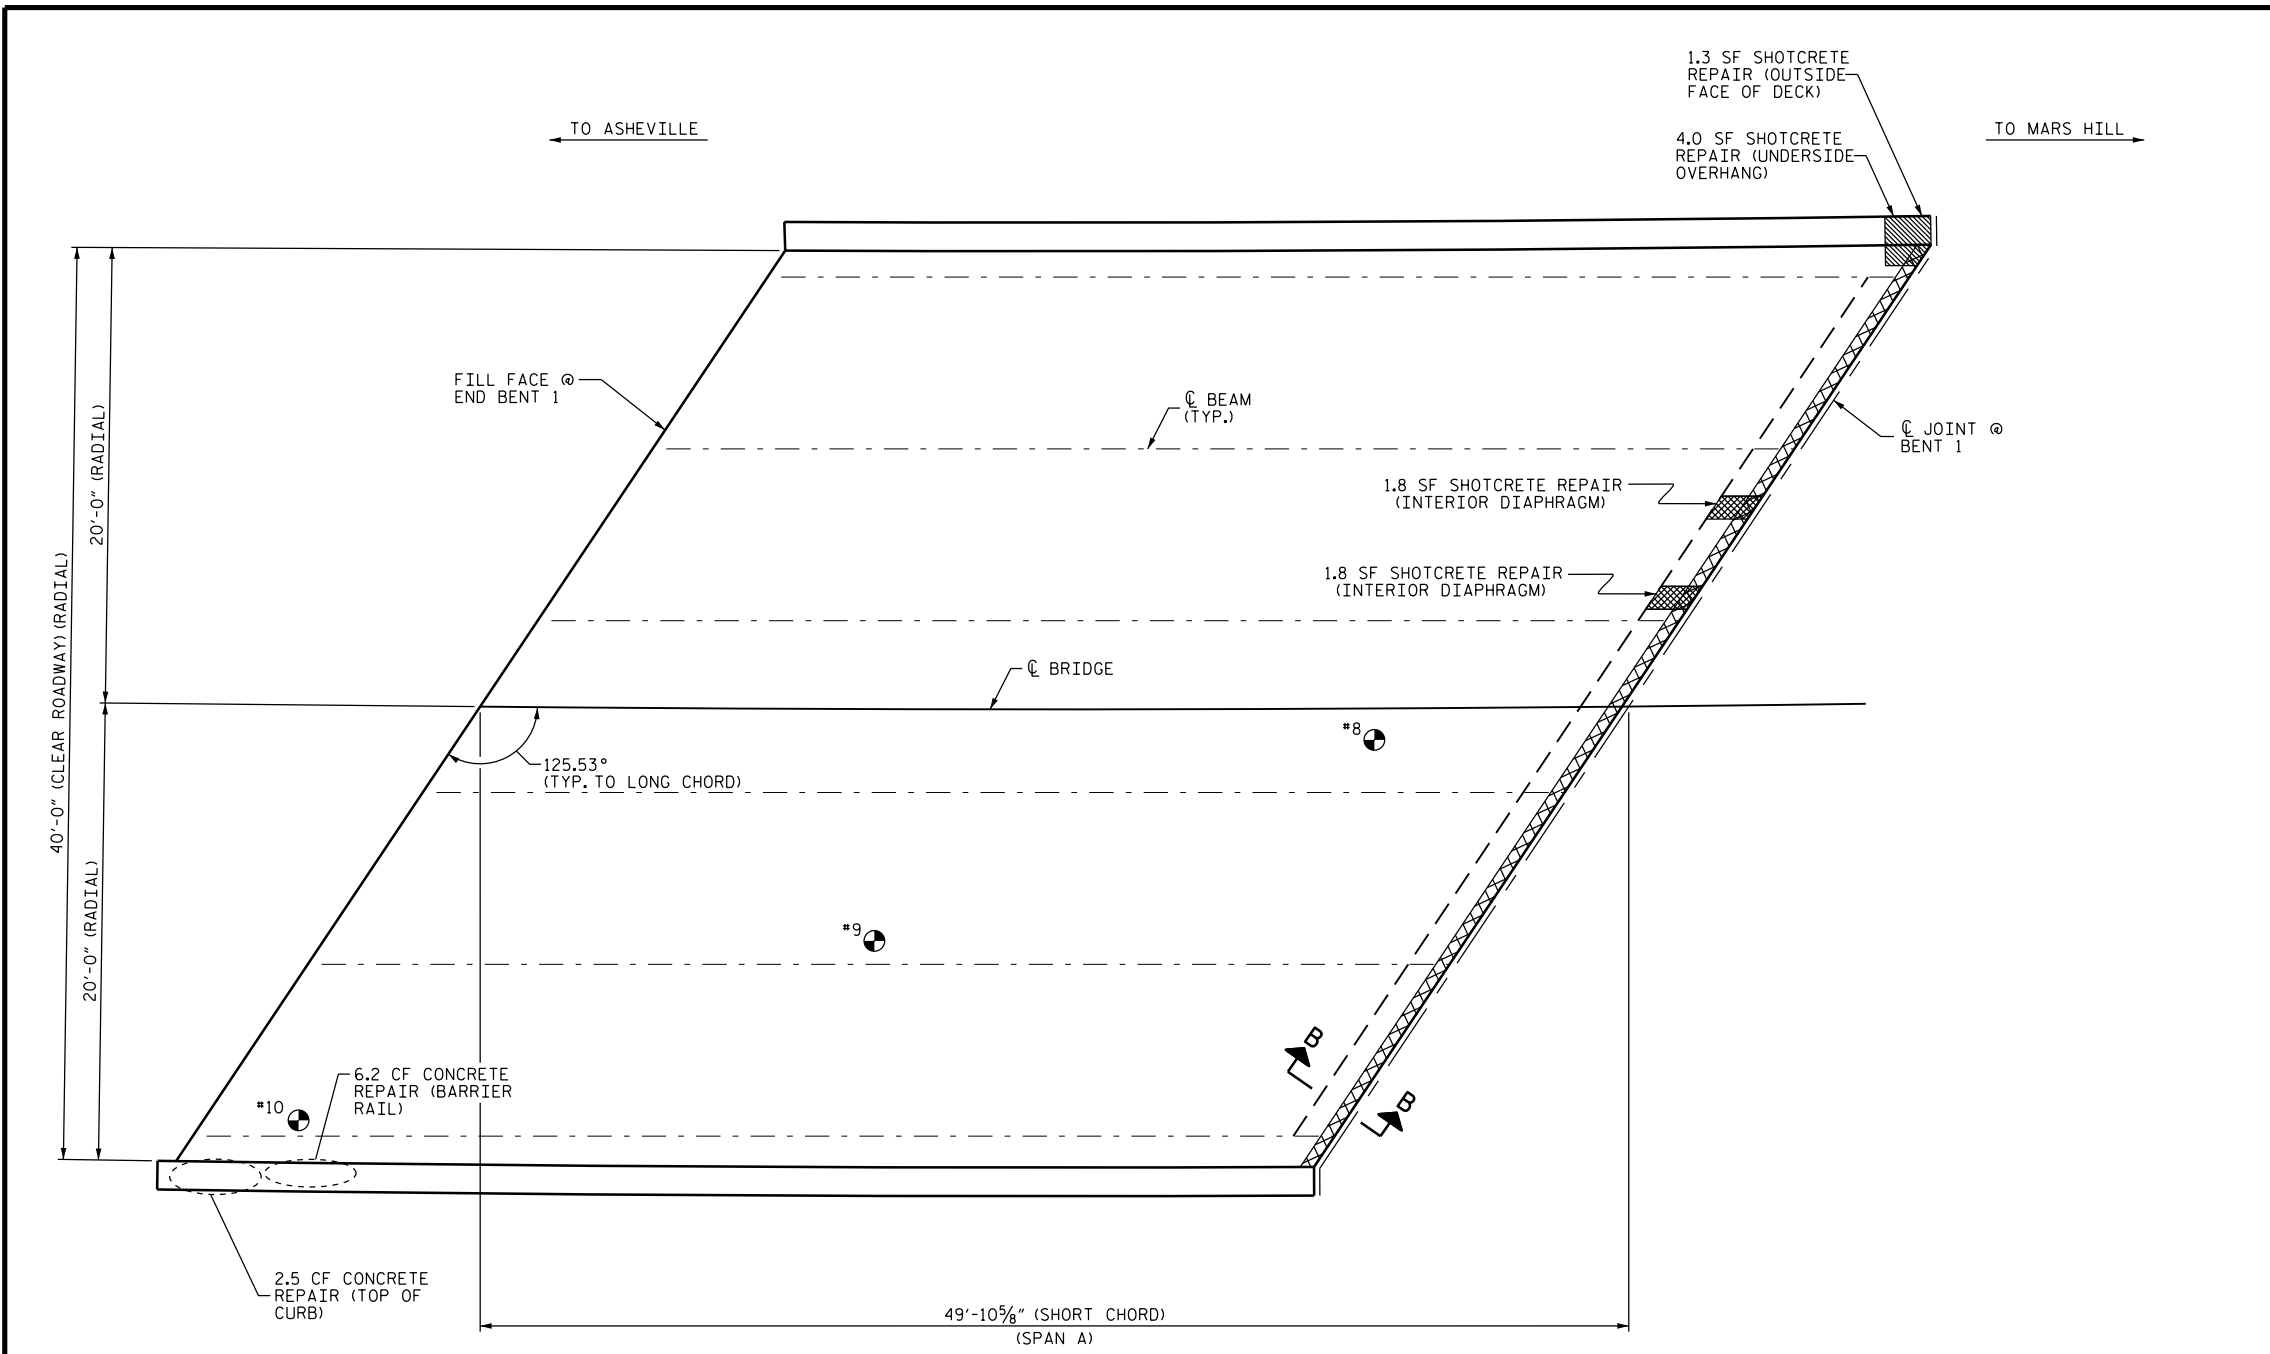 1.3 SF SHOTCRETE
REPAIR (OUTSIDE
FACE OF DECK)
TO ASHEVILLE
TO MARS HILL
4.0 SF SHOTCRETE
REPAIR (UNDERSIDE
OVERHANG)
FILL FACE @
END BENT 1
℄ BEAM
(TYP.)
℄ JOINT @
BENT 1
20'-0" (RADIAL)
40'-0" (CLEAR ROADWAY) (RADIAL)
1.8 SF SHOTCRETE REPAIR
(INTERIOR DIAPHRAGM)
1.8 SF SHOTCRETE REPAIR
(INTERIOR DIAPHRAGM)
℄ BRIDGE
#8
125.53°
(TYP. TO LONG CHORD)
20'-0" (RADIAL)
#9
B
B
6.2 CF CONCRETE
REPAIR (BARRIER
RAIL)
#10
2.5 CF CONCRETE
REPAIR (TOP OF
CURB)
49'-10⅝" (SHORT CHORD)
(SPAN A)